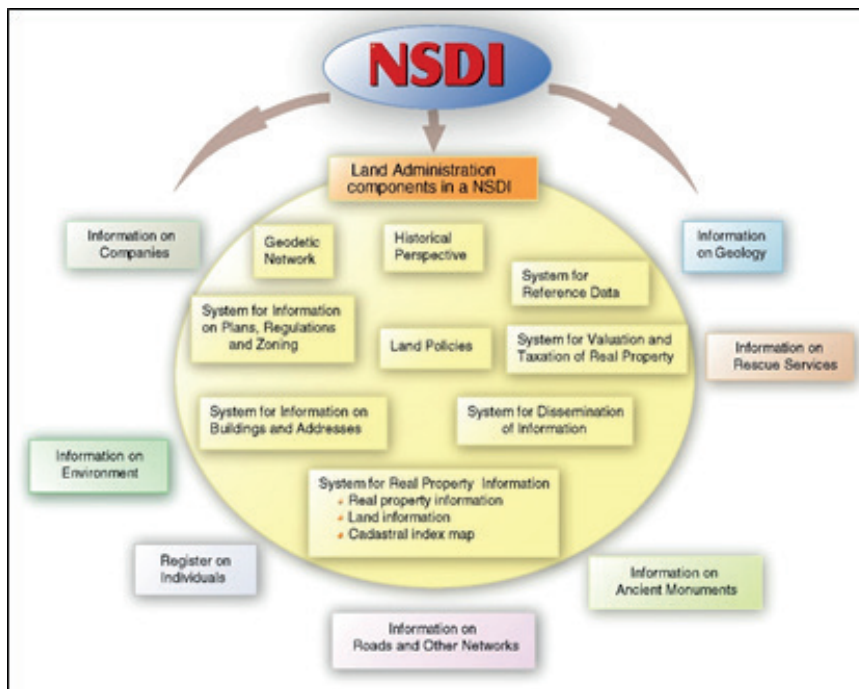 NSDI
Land Administration
components in a NSDI
Information on
Companies
Geodetic
Network
Historical
Perspective
Information
on Geology
System for
Reference Data
System for Information
on Plans, Regulations
and Zoning
Land Policies
System for Valuation and
Taxation of Real Property
Information on
Rescue Services
System for Information on
Buildings and Addresses
System for Dissemination
of Information
Information on
Environment
System for Real Property Information
Real property information
Land information
Cadastral index map
Register on
Individuals
Information on
Ancient Monuments
Information on
Roads and Other Networks